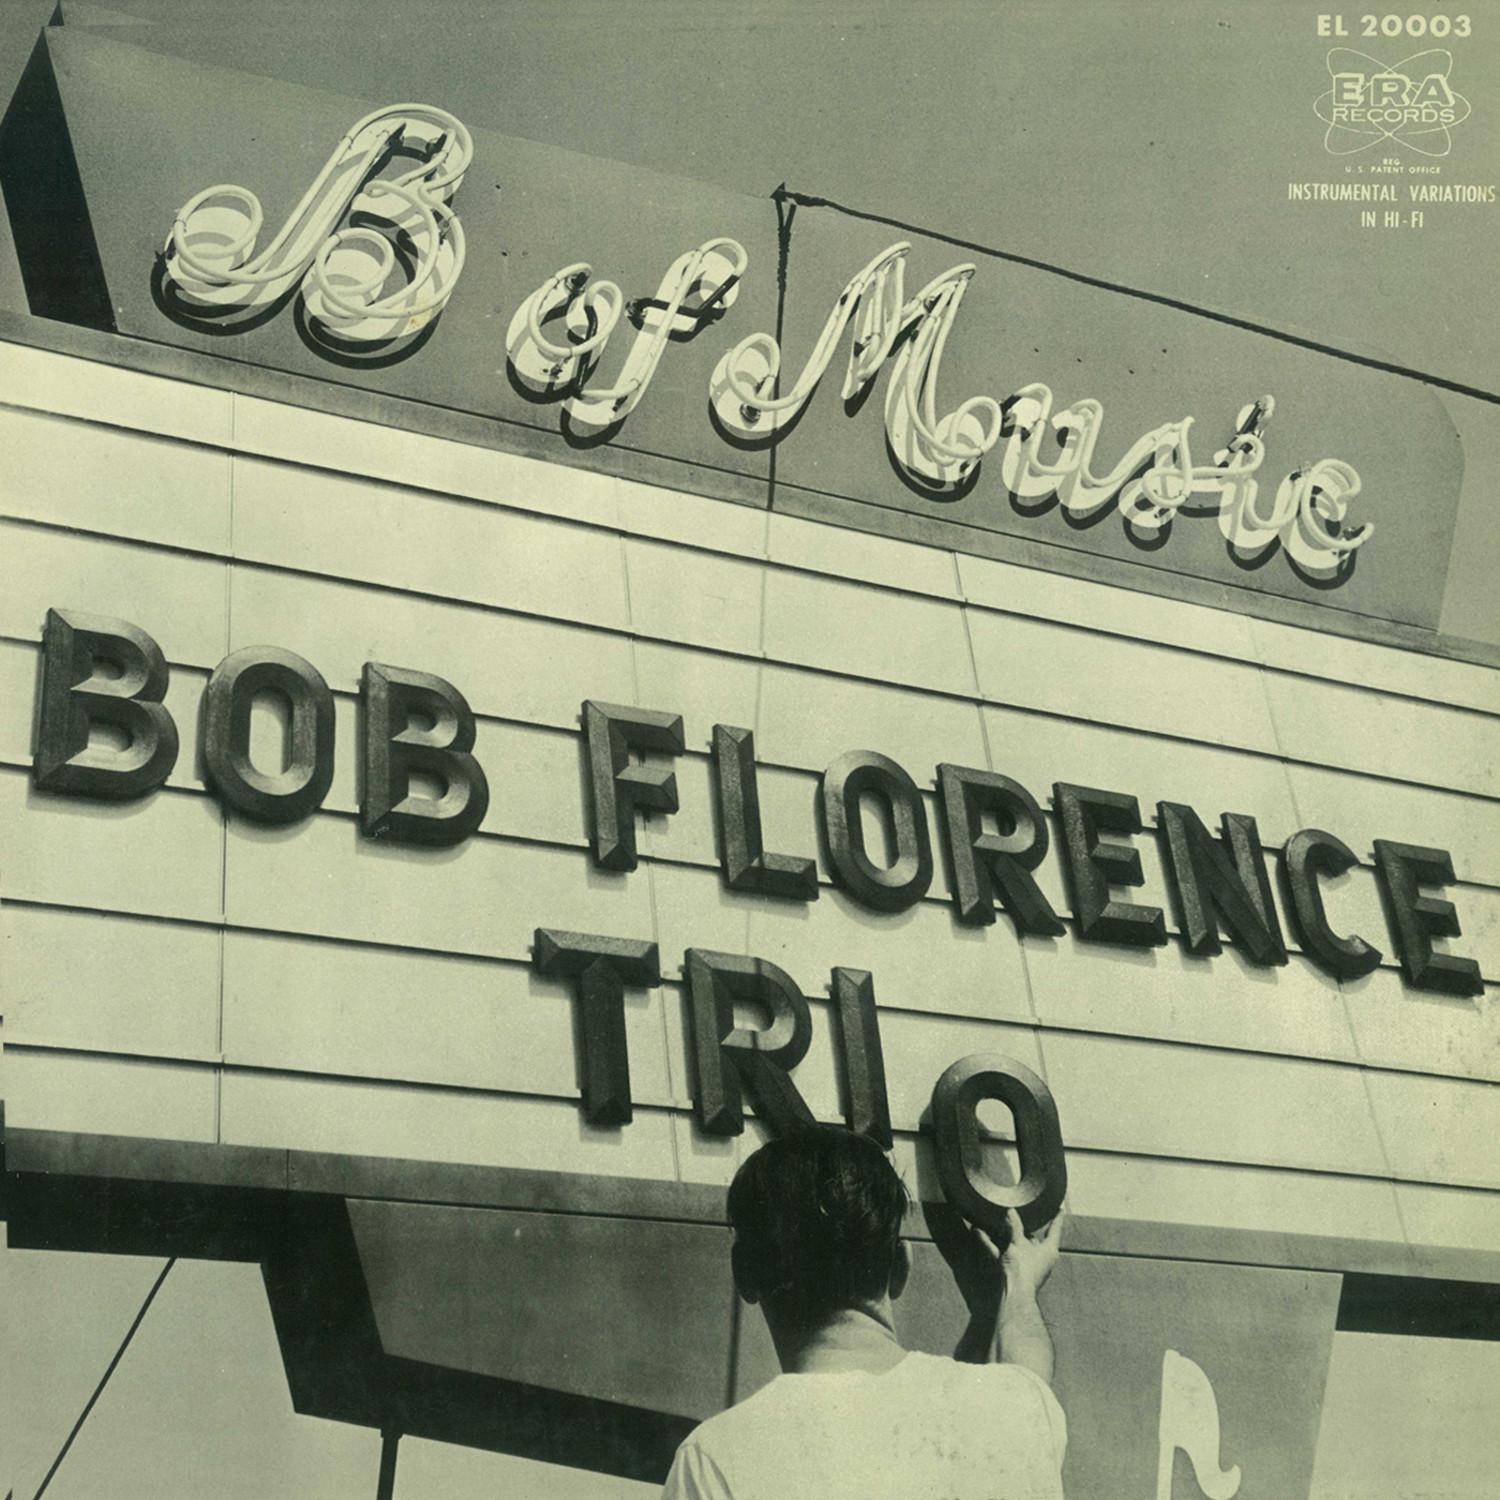 EL 20003
ERA
RECORDS
REG.
U. S. PATENT OFFICE
INSTRUMENTAL VARIATIONS
IN HI-FI
B of Music
BOB FLORENCE
TRIO